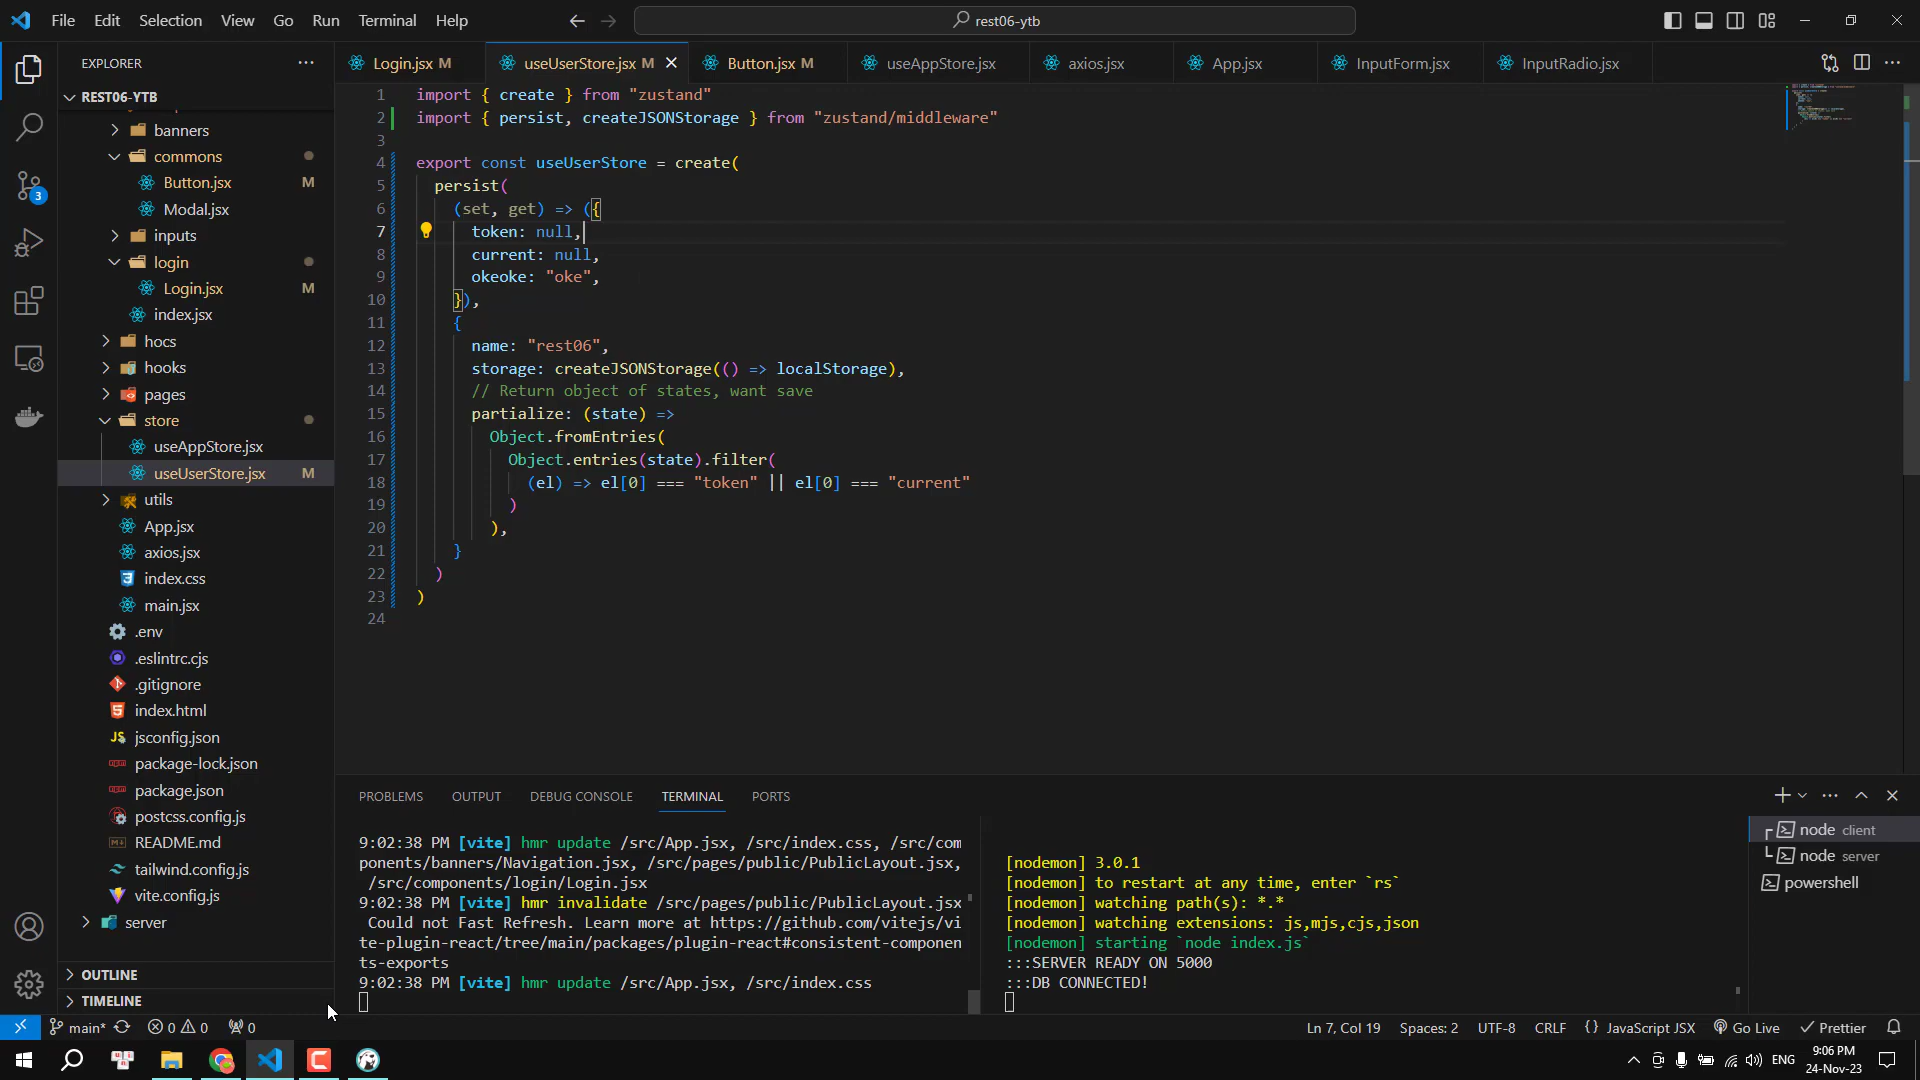 File Edit Selection View Go Run Terminal Help
rest06-ytb
EXPLORER
REST06-YTB
banners
commons
Button.jsx M
Modal.jsx
inputs
login
Login.jsx M
index.jsx
hocs
hooks
pages
store
useAppStore.jsx
useUserStore.jsx M
utils
App.jsx
axios.jsx
index.css
main.jsx
.env
.eslintrc.cjs
.gitignore
index.html
JS jsconfig.json
package-lock.json
package.json
postcss.config.js
README.md
tailwind.config.js
vite.config.js
server
OUTLINE
TIMELINE
3
Login.jsx M
useUserStore.jsx M
Button.jsx M
useAppStore.jsx
axios.jsx
App.jsx
InputForm.jsx
InputRadio.jsx
1 import { create } from "zustand"
2 import { persist, createJSONStorage } from "zustand/middleware"
3
4 export const useUserStore = create(
5 persist(
6 (set, get) => ({
7 token: null,
8 current: null,
9 okeoke: "oke",
10 }),
11 {
12 name: "rest06",
13 storage: createJSONStorage(() => localStorage),
14 // Return object of states, want save
15 partialize: (state) =>
16 Object.fromEntries(
17 Object.entries(state).filter(
18 (el) => el[0] === "token" || el[0] === "current"
19 )
20 ),
21 }
22 )
23 )
24
PROBLEMS OUTPUT DEBUG CONSOLE TERMINAL PORTS
9:02:38 PM [vite] hmr update /src/App.jsx, /src/index.css, /src/com
ponents/banners/Navigation.jsx, /src/pages/public/PublicLayout.jsx,
/src/components/login/Login.jsx
9:02:38 PM [vite] hmr invalidate /src/pages/public/PublicLayout.jsx
Could not Fast Refresh. Learn more at https://github.com/vitejs/vi
te-plugin-react/tree/main/packages/plugin-react#consistent-componen
ts-exports
9:02:38 PM [vite] hmr update /src/App.jsx, /src/index.css
[nodemon] 3.0.1
[nodemon] to restart at any time, enter `rs`
[nodemon] watching path(s): *.*
[nodemon] watching extensions: js,mjs,cjs,json
[nodemon] starting `node index.js`
:::SERVER READY ON 5000
:::DB CONNECTED!
node client
node server
powershell
main* 0 0 0
Ln 7, Col 19 Spaces: 2 UTF-8 CRLF { } JavaScript JSX Go Live Prettier
ENG
9:06 PM
24-Nov-23